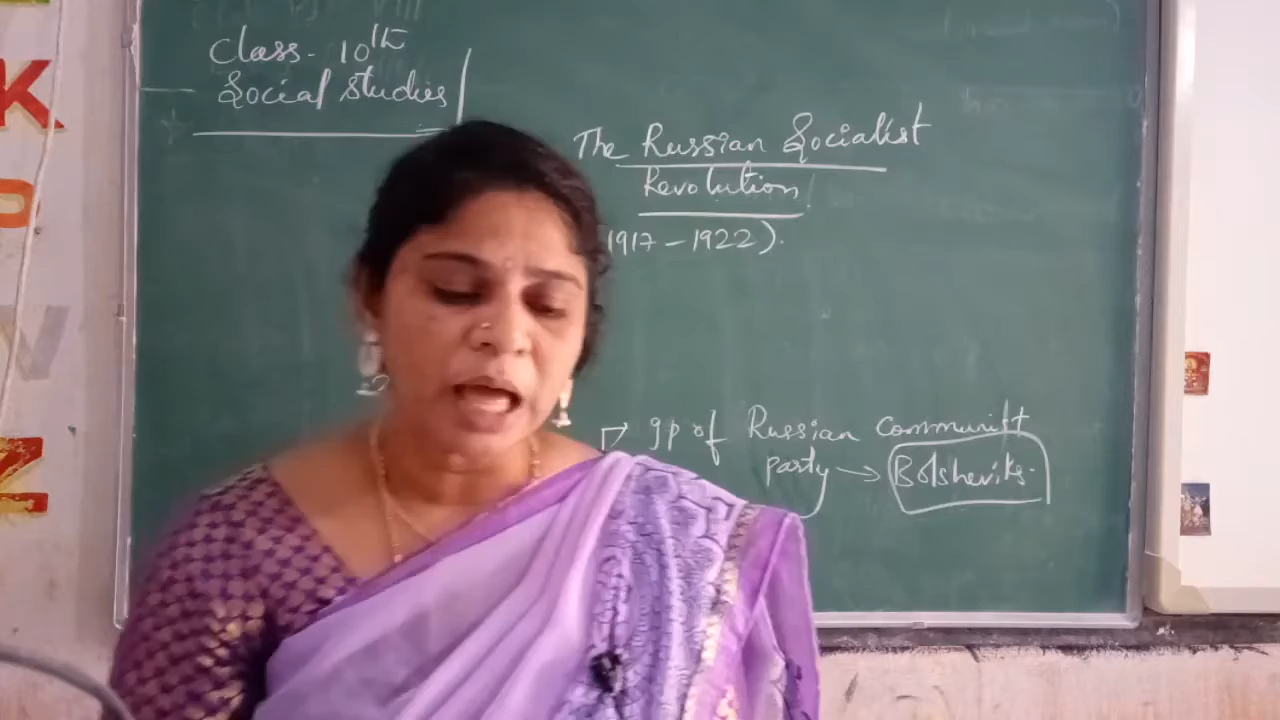 Class - 10th
Social Studies
The Russian Socialist
Revolution
1917 - 1922).
gp of Russian Communist
party → Bolsheviks.
K
O
Z